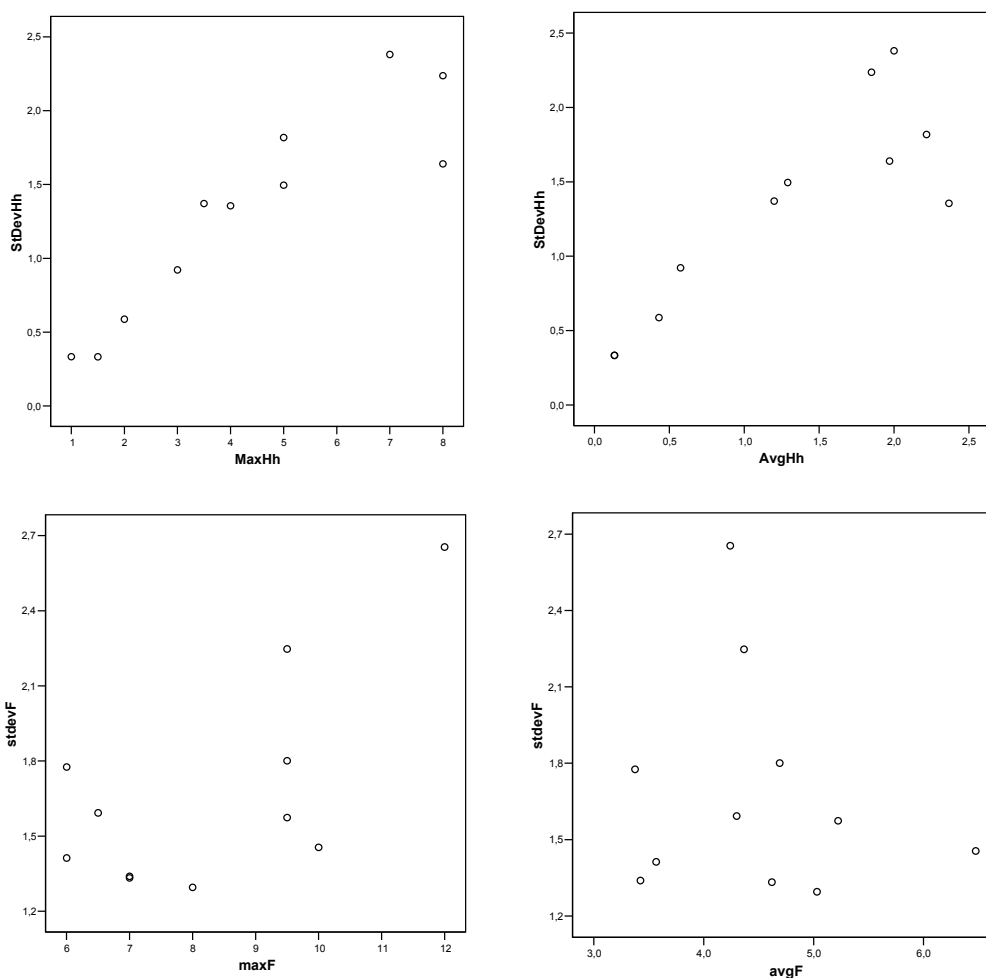 2,5
2,0
1,5
1,0
0,5
0,0
StDevHh
1 2 3 4 5 6 7 8
MaxHh
2,5
2,0
1,5
1,0
0,5
0,0
StDevHh
0,0 0,5 1,0 1,5 2,0 2,5
AvgHh
2,7
2,4
2,1
1,8
1,5
1,2
stdevF
6 7 8 9 10 11 12
maxF
2,7
2,4
2,1
1,8
1,5
1,2
stdevF
3,0 4,0 5,0 6,0
avgF